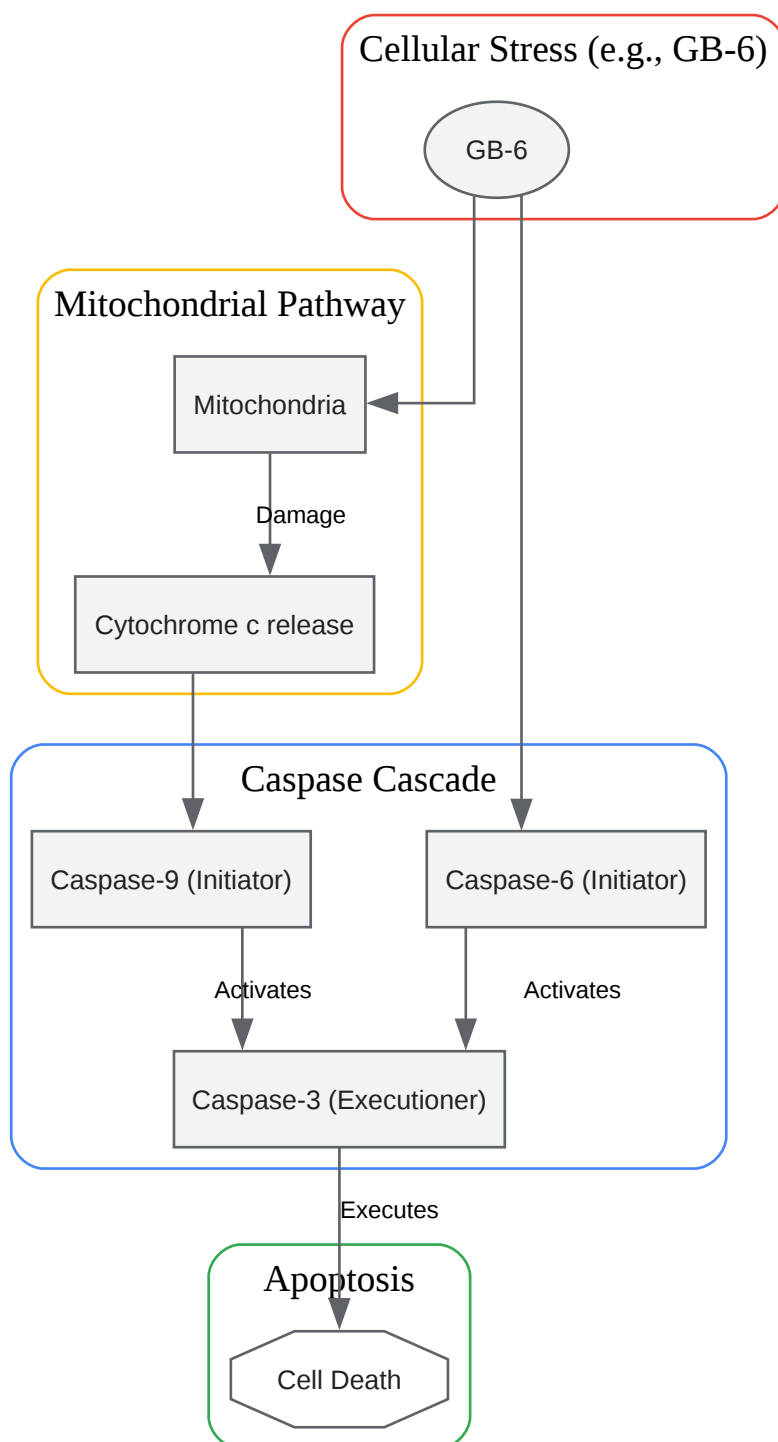 Cellular Stress (e.g., GB-6)
GB-6
Mitochondrial Pathway
Mitochondria
Damage
Cytochrome c release
Caspase Cascade
Caspase-9 (Initiator)
Caspase-6 (Initiator)
Activates
Activates
Caspase-3 (Executioner)
Executes
Apoptosis
Cell Death